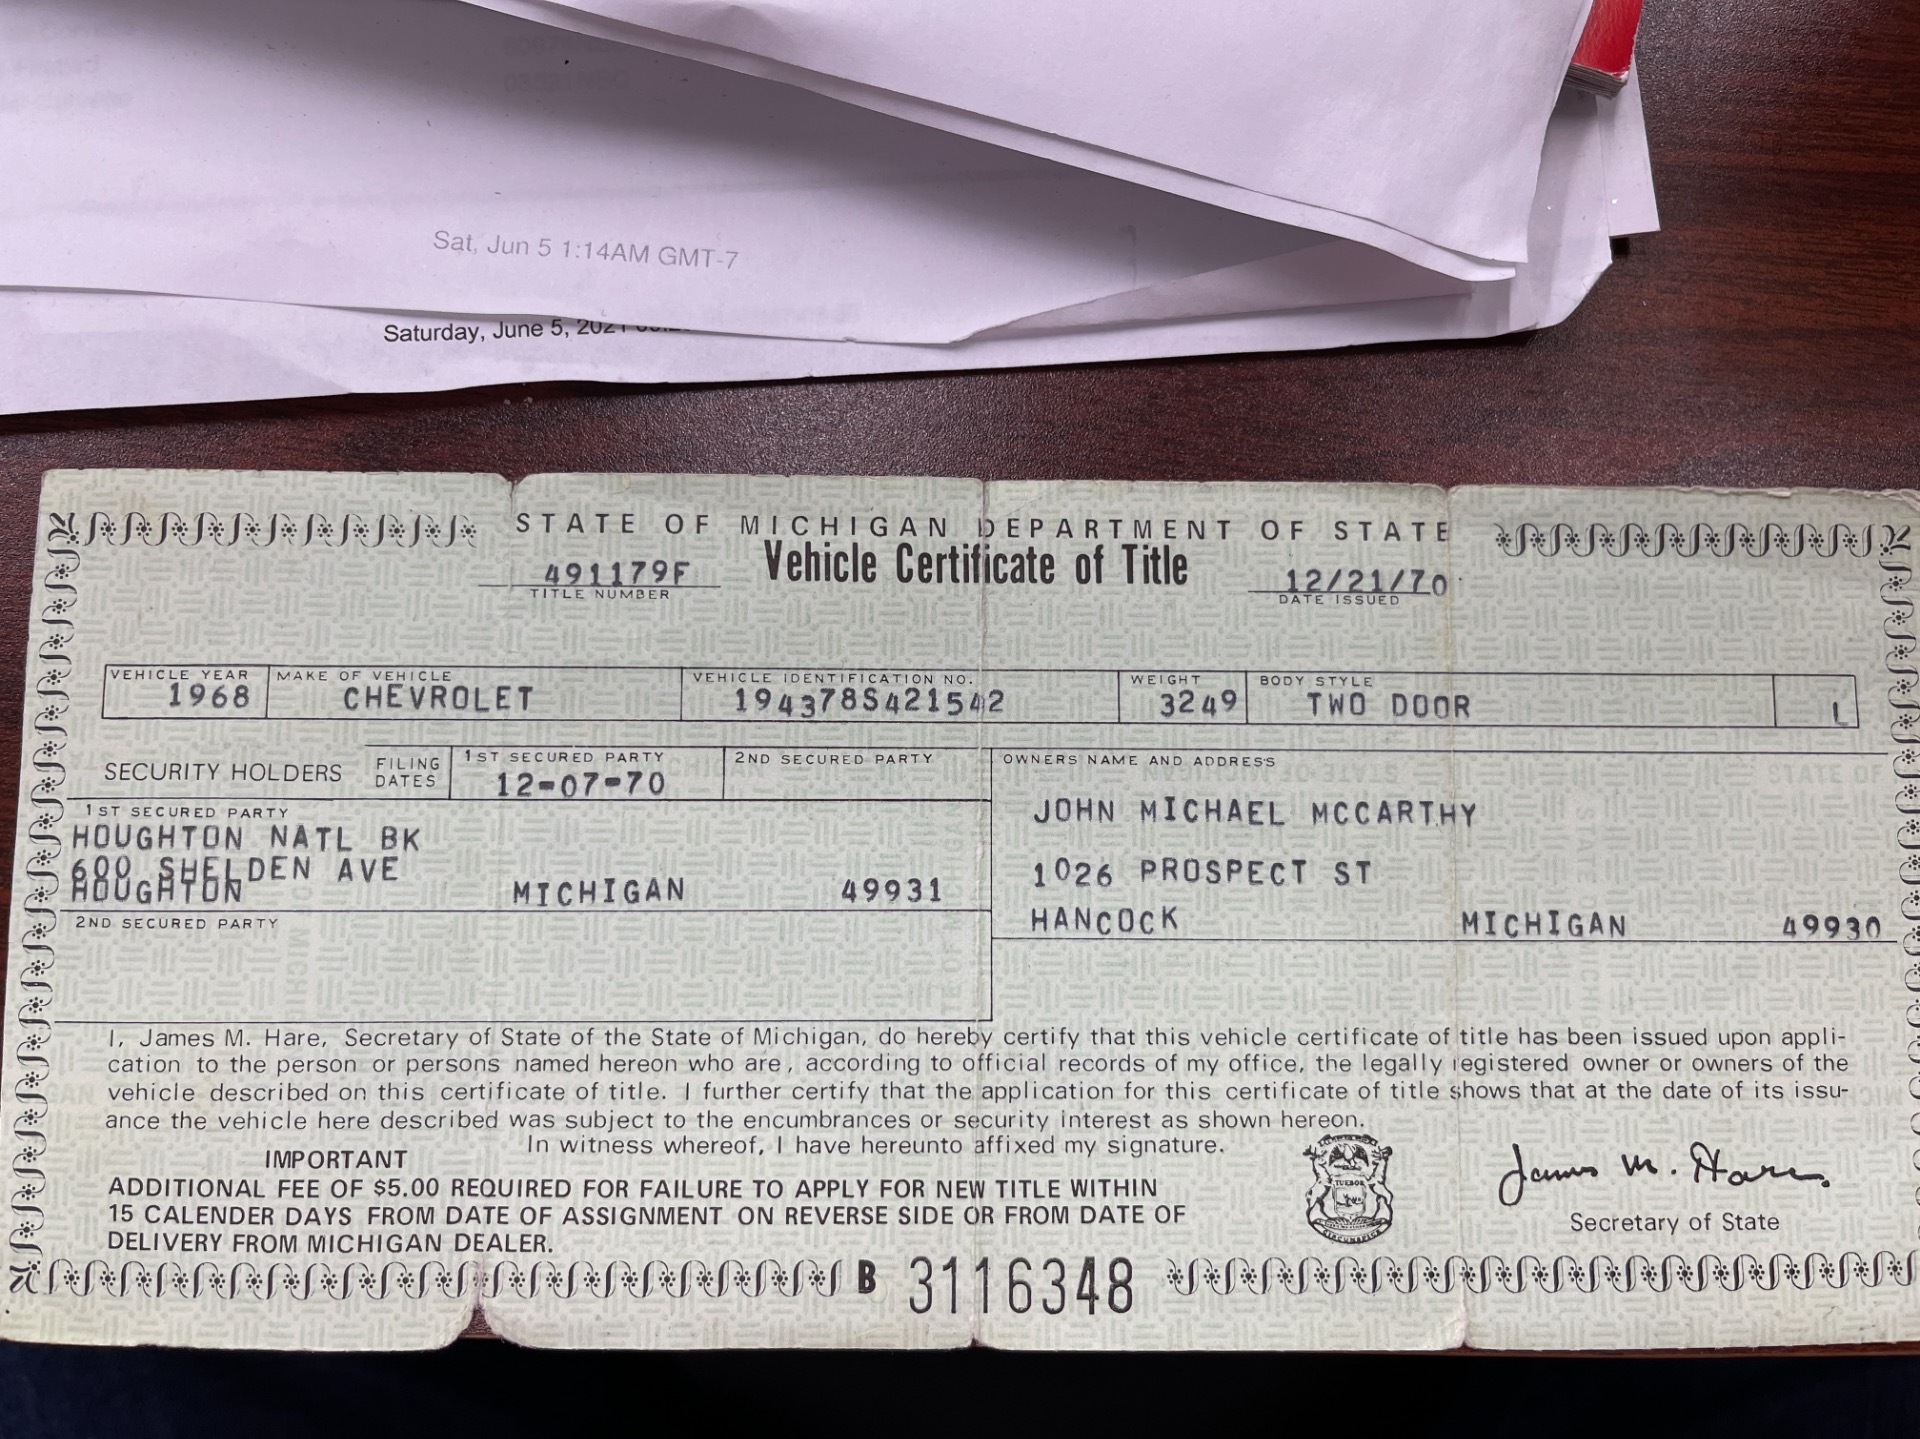 Sat, Jun 5 1:14AM GMT-7
Saturday, June 5, 2021
STATE OF MICHIGAN DEPARTMENT OF STATE
Vehicle Certificate of Title
491179F
TITLE NUMBER
12/21/70
DATE ISSUED
VEHICLE YEAR MAKE OF VEHICLE VEHICLE IDENTIFICATION NO. WEIGHT BODY STYLE
1968 CHEVROLET 194378S421542 3249 TWO DOOR L
SECURITY HOLDERS
FILING DATES
1ST SECURED PARTY
12-07-70
2ND SECURED PARTY
1ST SECURED PARTY
HOUGHTON NATL BK
600 SHELDEN AVE
HOUGHTON MICHIGAN 49931
2ND SECURED PARTY
OWNERS NAME AND ADDRESS
JOHN MICHAEL MCCARTHY
1026 PROSPECT ST
HANCOCK MICHIGAN 49930
I, James M. Hare, Secretary of State of the State of Michigan, do hereby certify that this vehicle certificate of title has been issued upon appli-
cation to the person or persons named hereon who are, according to official records of my office, the legally registered owner or owners of the
vehicle described on this certificate of title. I further certify that the application for this certificate of title shows that at the date of its issu-
ance the vehicle here described was subject to the encumbrances or security interest as shown hereon.
In witness whereof, I have hereunto affixed my signature.
IMPORTANT
ADDITIONAL FEE OF $5.00 REQUIRED FOR FAILURE TO APPLY FOR NEW TITLE WITHIN
15 CALENDER DAYS FROM DATE OF ASSIGNMENT ON REVERSE SIDE OR FROM DATE OF
DELIVERY FROM MICHIGAN DEALER.
TUEBOR
James M. Hare
Secretary of State
B 3116348